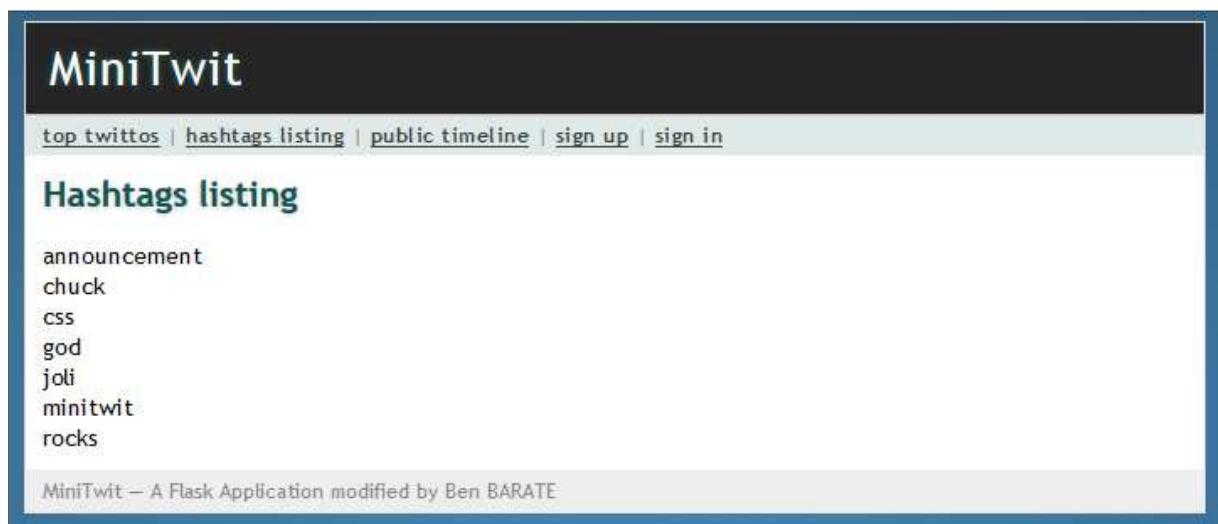 MiniTwit
top twittos | hashtags listing | public timeline | sign up | sign in
Hashtags listing
announcement
chuck
css
god
joli
minitwit
rocks
MiniTwit — A Flask Application modified by Ben BARATE